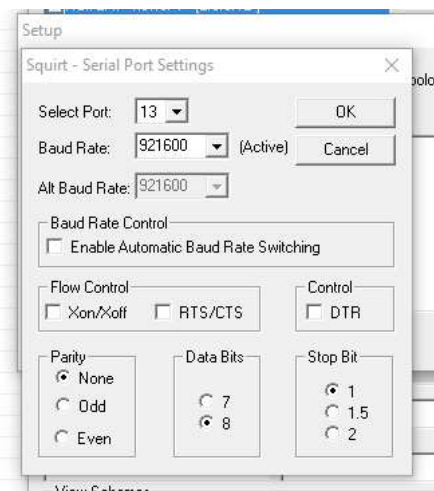 Setup
Squirt - Serial Port Settings
Select Port: 13 OK
Baud Rate: 921600 (Active) Cancel
Alt Baud Rate: 921600
Baud Rate Control
Enable Automatic Baud Rate Switching
Flow Control Control
Xon/Xoff RTS/CTS DTR
Parity Data Bits Stop Bit
None 1
Odd 7 1.5
Even 8 2